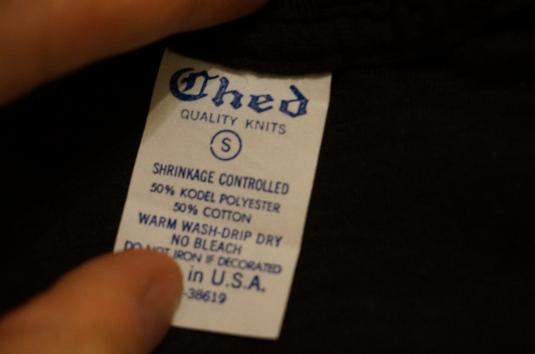 Ched
QUALITY KNITS
S
SHRINKAGE CONTROLLED
50% KODEL POLYESTER
50% COTTON
WARM WASH-DRIP DRY
NO BLEACH
DO NOT IRON IF DECORATED
in U.S.A.
-38619